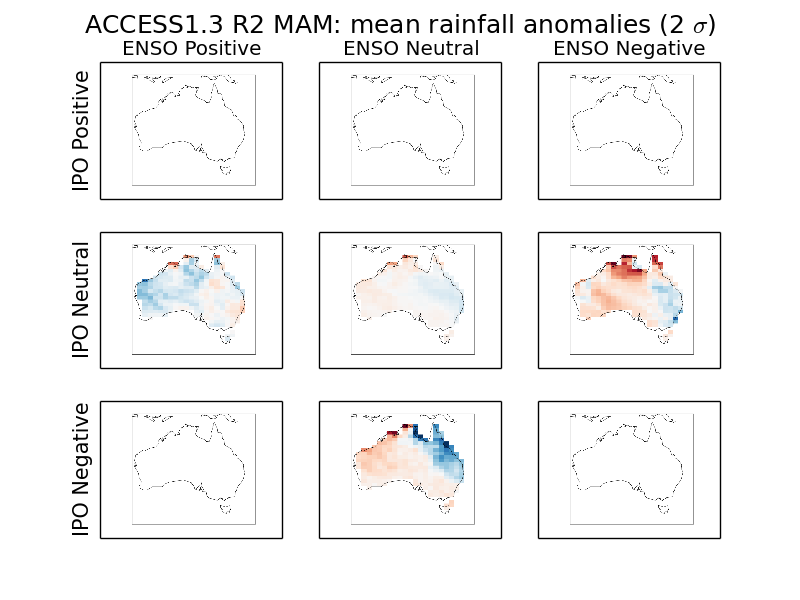 ACCESS1.3 R2 MAM: mean rainfall anomalies (2 σ)
ENSO Positive
ENSO Neutral
ENSO Negative
IPO Positive
IPO Neutral
IPO Negative